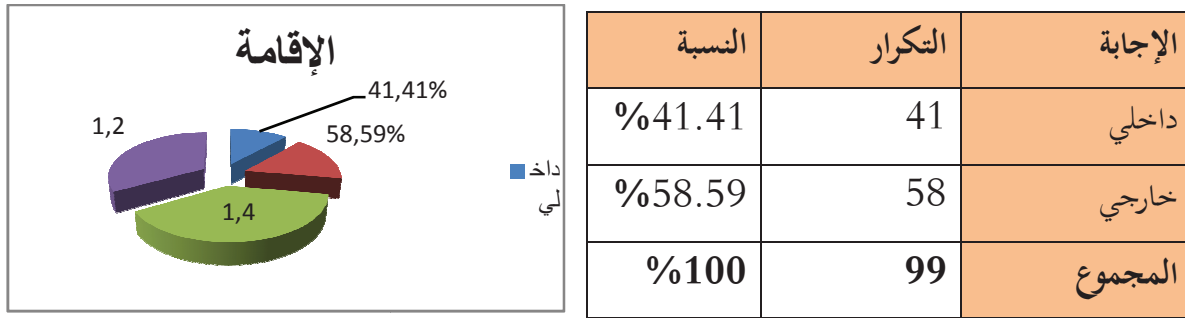 الإقامة
41,41%
58,59%
1,2
1,4
داخ
لي
الإجابة التكرار النسبة
داخلي 41 %41.41
خارجي 58 %58.59
المجموع 99 %100